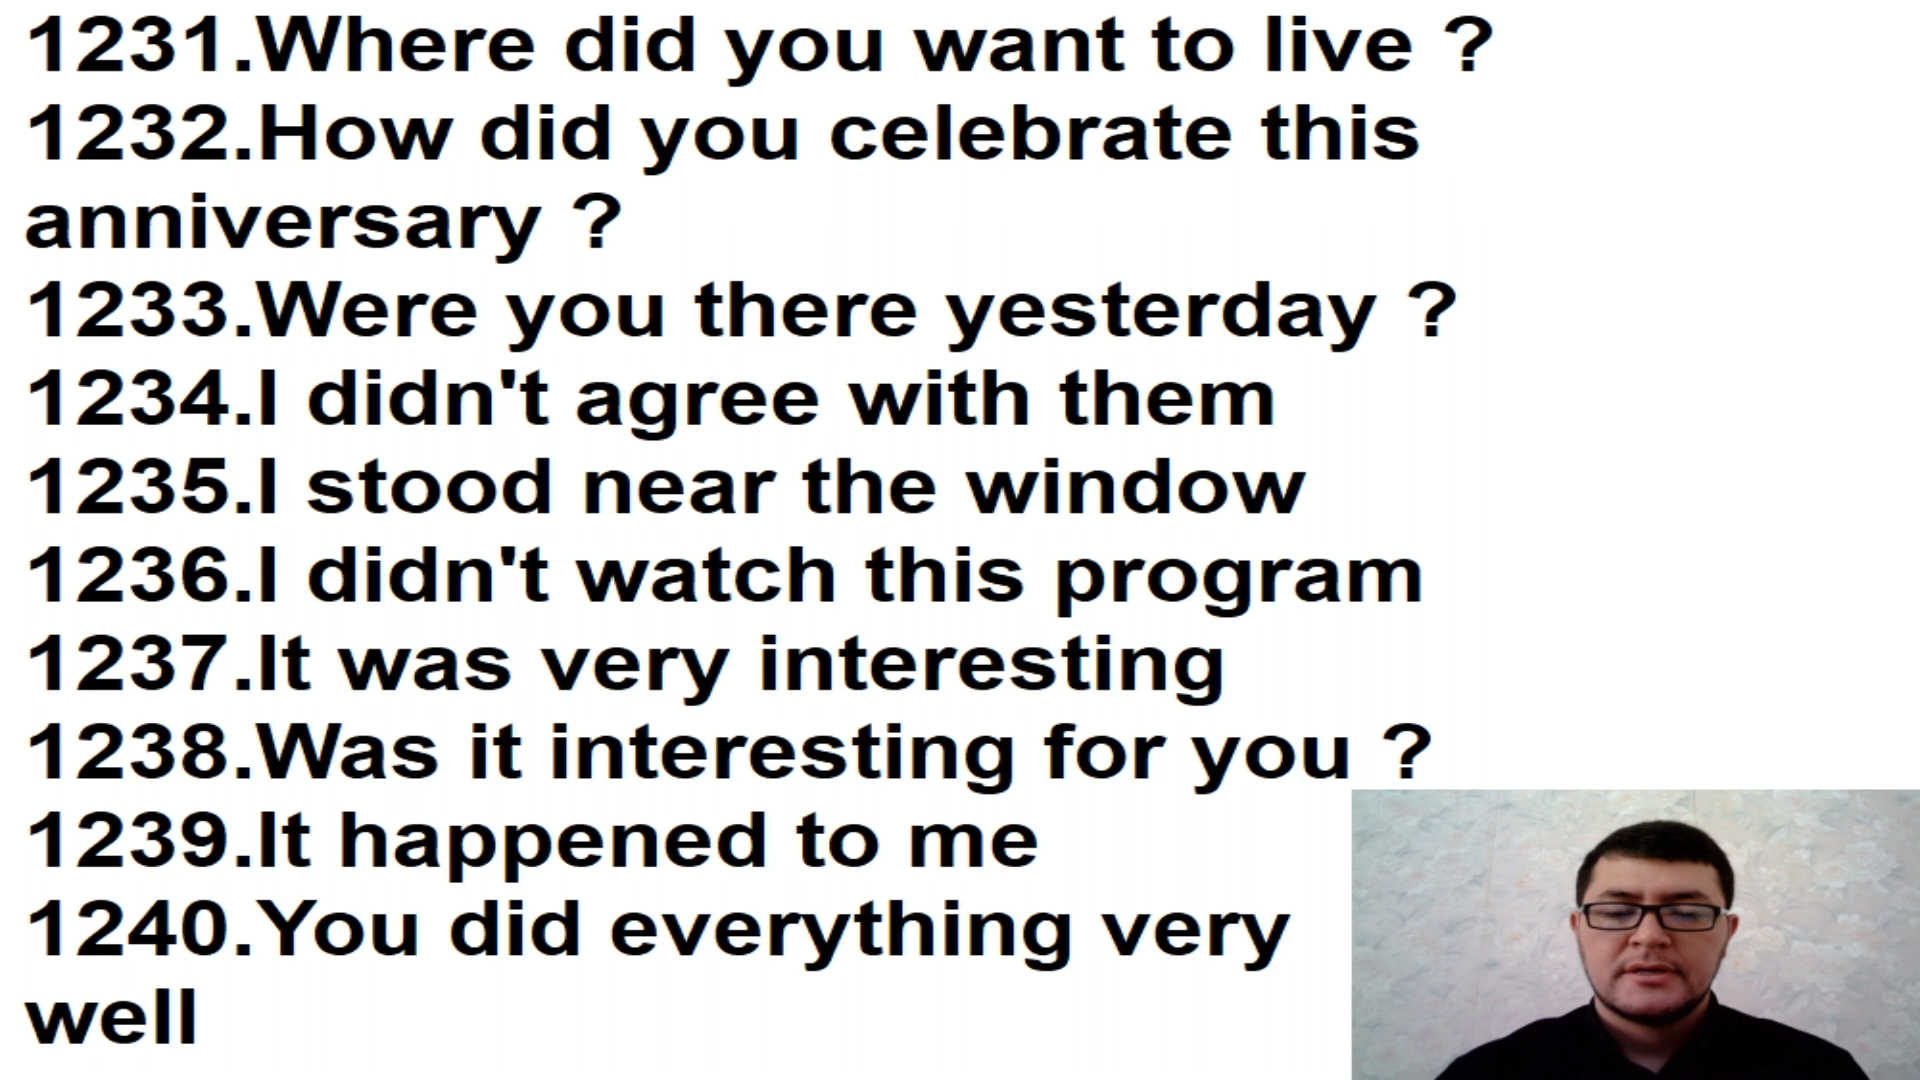 1231.Where did you want to live ?
1232.How did you celebrate this
anniversary ?
1233.Were you there yesterday ?
1234.I didn't agree with them
1235.I stood near the window
1236.I didn't watch this program
1237.It was very interesting
1238.Was it interesting for you ?
1239.It happened to me
1240.You did everything very
well